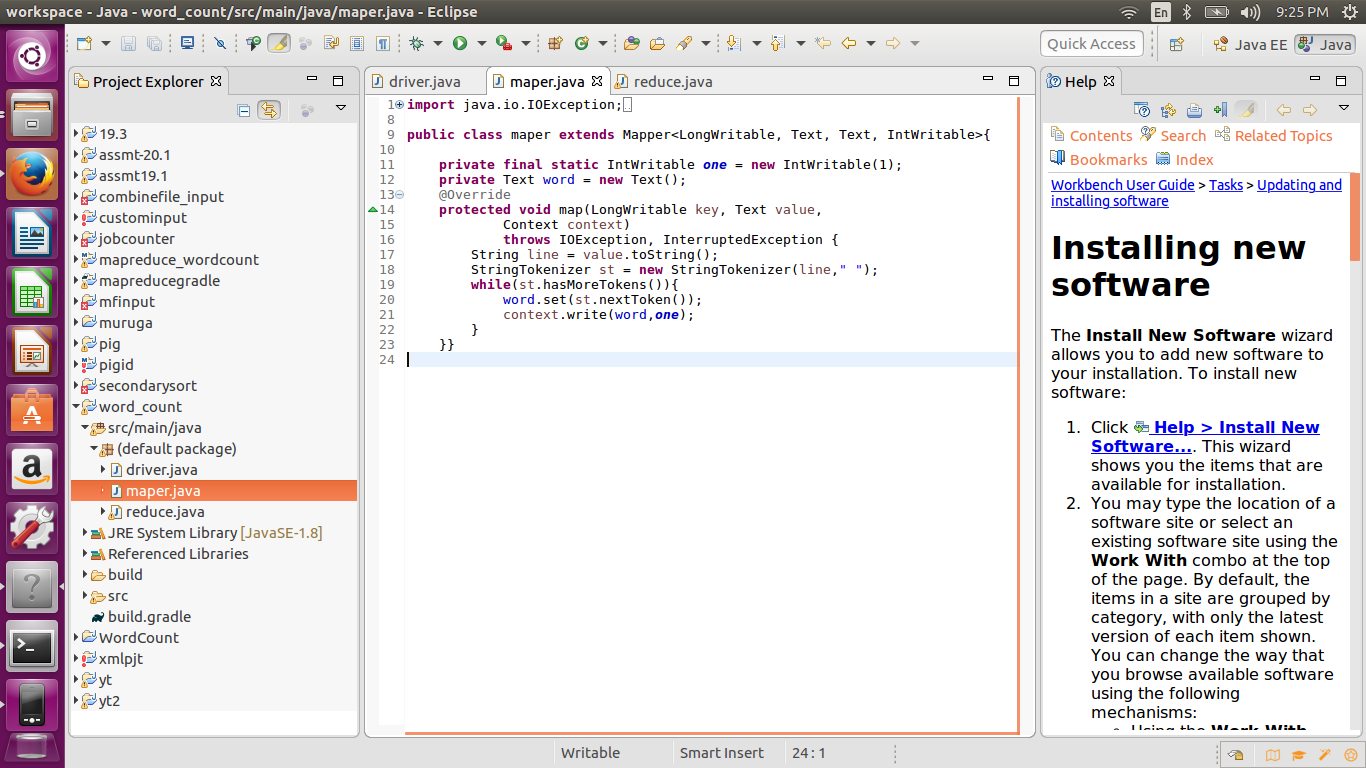 workspace - Java - word_count/src/main/java/maper.java - Eclipse
En
9:25 PM
Quick Access
Java EE
Java
Project Explorer
19.3
assmt-20.1
assmt19.1
combinefile_input
custominput
jobcounter
mapreduce_wordcount
mapreducegradle
mfinput
muruga
pig
pigid
secondarysort
word_count
src/main/java
(default package)
driver.java
maper.java
reduce.java
JRE System Library [JavaSE-1.8]
Referenced Libraries
build
src
build.gradle
WordCount
xmlpjt
yt
yt2
driver.java
maper.java
reduce.java
1 import java.io.IOException;
8
9 public class maper extends Mapper<LongWritable, Text, Text, IntWritable>{
10
11 private final static IntWritable one = new IntWritable(1);
12 private Text word = new Text();
13 @Override
14 protected void map(LongWritable key, Text value,
15 Context context)
16 throws IOException, InterruptedException {
17 String line = value.toString();
18 StringTokenizer st = new StringTokenizer(line," ");
19 while(st.hasMoreTokens()){
20 word.set(st.nextToken());
21 context.write(word,one);
22 }
23 }}
24
Help
Contents Search Related Topics
Bookmarks Index
Workbench User Guide > Tasks > Updating and
installing software
Installing new
software
The Install New Software wizard
allows you to add new software to
your installation. To install new
software:
1. Click Help > Install New
Software.... This wizard
shows you the items that are
available for installation.
2. You may type the location of a
software site or select an
existing software site using the
Work With combo at the top
of the page. By default, the
items in a site are grouped by
category, with only the latest
version of each item shown.
You can change the way that
you browse available software
using the following
mechanisms:
Using the Work With
Writable
Smart Insert
24 : 1